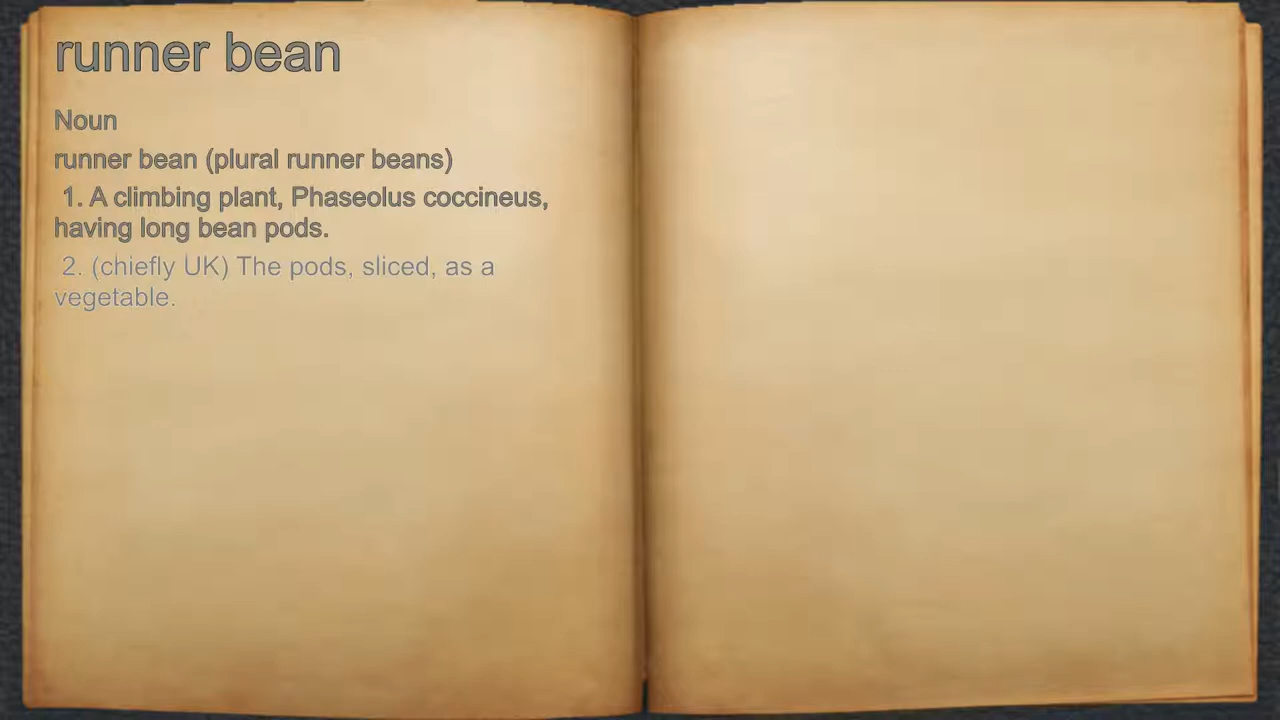 runner bean
Noun
runner bean (plural runner beans)
1. A climbing plant, Phaseolus coccineus,
having long bean pods.
2. (chiefly UK) The pods, sliced, as a
vegetable.